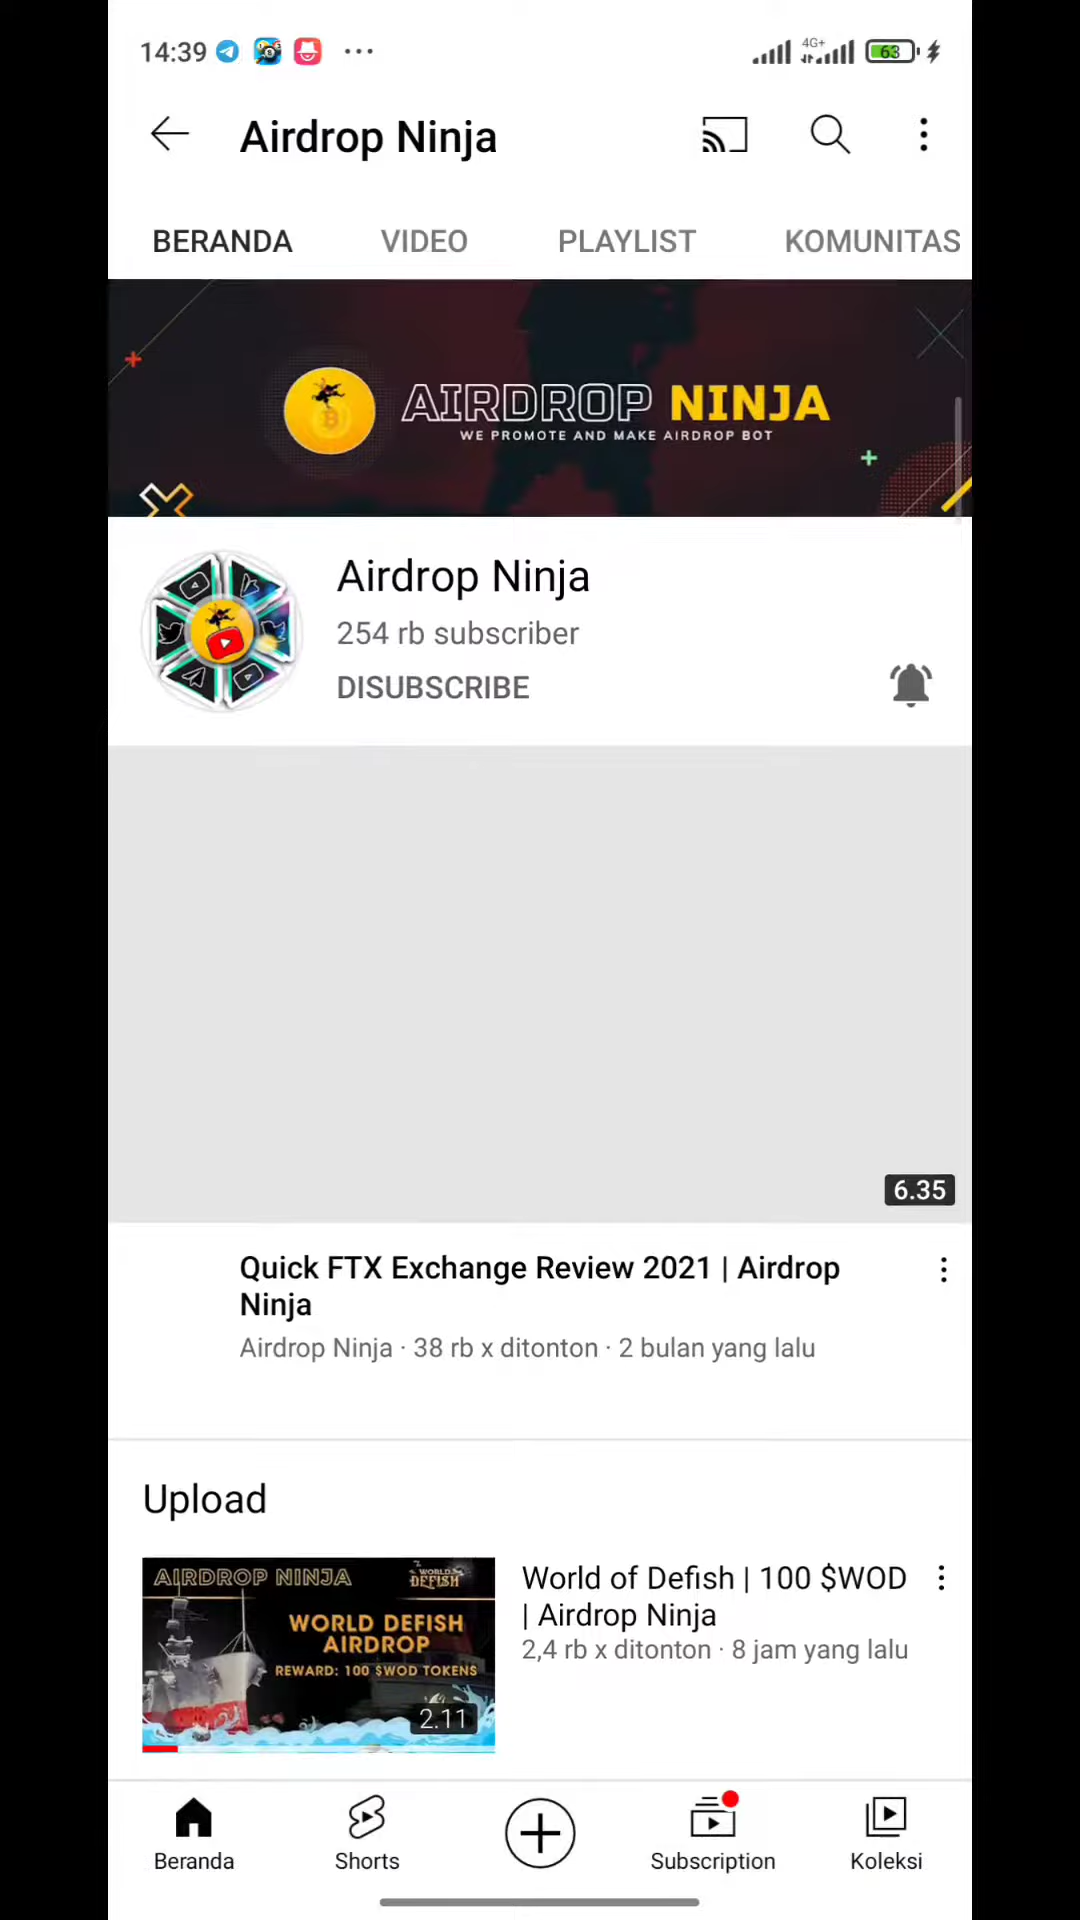 14:39
4G+
63
Airdrop Ninja
BERANDA VIDEO PLAYLIST KOMUNITAS
AIRDROP NINJA
WE PROMOTE AND MAKE AIRDROP BOT
Airdrop Ninja
254 rb subscriber
DISUBSCRIBE
6.35
Quick FTX Exchange Review 2021 | Airdrop
Ninja
Airdrop Ninja · 38 rb x ditonton · 2 bulan yang lalu
Upload
AIRDROP NINJA
WORLD
DEFISH
WORLD DEFISH
AIRDROP
REWARD: 100 $WOD TOKENS
2.11
World of Defish | 100 $WOD
| Airdrop Ninja
2,4 rb x ditonton · 8 jam yang lalu
Beranda Shorts Subscription Koleksi